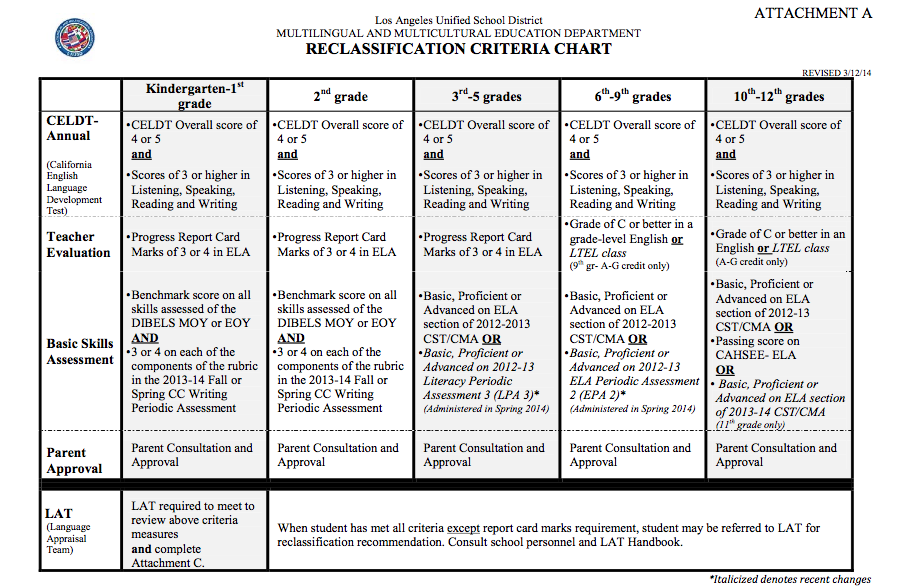 ATTACHMENT A
Los Angeles Unified School District
MULTILINGUAL AND MULTICULTURAL EDUCATION DEPARTMENT
RECLASSIFICATION CRITERIA CHART
REVISED 3/12/14
Kindergarten-1st
grade
2nd grade
3rd-5 grades
6th-9th grades
10th-12th grades
CELDT-
Annual
(California
English
Language
Development
Test)
•CELDT Overall score of
4 or 5
and
•Scores of 3 or higher in
Listening, Speaking,
Reading and Writing
•CELDT Overall score of
4 or 5
and
•Scores of 3 or higher in
Listening, Speaking,
Reading and Writing
•CELDT Overall score of
4 or 5
and
•Scores of 3 or higher in
Listening, Speaking,
Reading and Writing
•CELDT Overall score of
4 or 5
and
•Scores of 3 or higher in
Listening, Speaking,
Reading and Writing
•CELDT Overall score of
4 or 5
and
•Scores of 3 or higher in
Listening, Speaking,
Reading and Writing
Teacher
Evaluation
•Progress Report Card
Marks of 3 or 4 in ELA
•Progress Report Card
Marks of 3 or 4 in ELA
•Progress Report Card
Marks of 3 or 4 in ELA
•Grade of C or better in a
grade-level English or
LTEL class
(9th gr- A-G credit only)
•Grade of C or better in an
English or LTEL class
(A-G credit only)
Basic Skills
Assessment
•Benchmark score on all
skills assessed of the
DIBELS MOY or EOY
AND
•3 or 4 on each of the
components of the rubric
in the 2013-14 Fall or
Spring CC Writing
Periodic Assessment
•Benchmark score on all
skills assessed of the
DIBELS MOY or EOY
AND
•3 or 4 on each of the
components of the rubric
in the 2013-14 Fall or
Spring CC Writing
Periodic Assessment
•Basic, Proficient or
Advanced on ELA
section of 2012-2013
CST/CMA OR
•Basic, Proficient or
Advanced on 2012-13
Literacy Periodic
Assessment 3 (LPA 3)*
(Administered in Spring 2014)
•Basic, Proficient or
Advanced on ELA
section of 2012-2013
CST/CMA OR
•Basic, Proficient or
Advanced on 2012-13
ELA Periodic Assessment
2 (EPA 2)*
(Administered in Spring 2014)
•Basic, Proficient or
Advanced on ELA
section of 2012-13
CST/CMA OR
•Passing score on
CAHSEE- ELA
OR
• Basic, Proficient or
Advanced on ELA section
of 2013-14 CST/CMA
(11th grade only)
Parent
Approval
Parent Consultation and
Approval
Parent Consultation and
Approval
Parent Consultation and
Approval
Parent Consultation and
Approval
Parent Consultation and
Approval
LAT
(Language
Appraisal
Team)
LAT required to meet to
review above criteria
measures
and complete
Attachment C.
When student has met all criteria except report card marks requirement, student may be referred to LAT for
reclassification recommendation. Consult school personnel and LAT Handbook.
*Italicized denotes recent changes